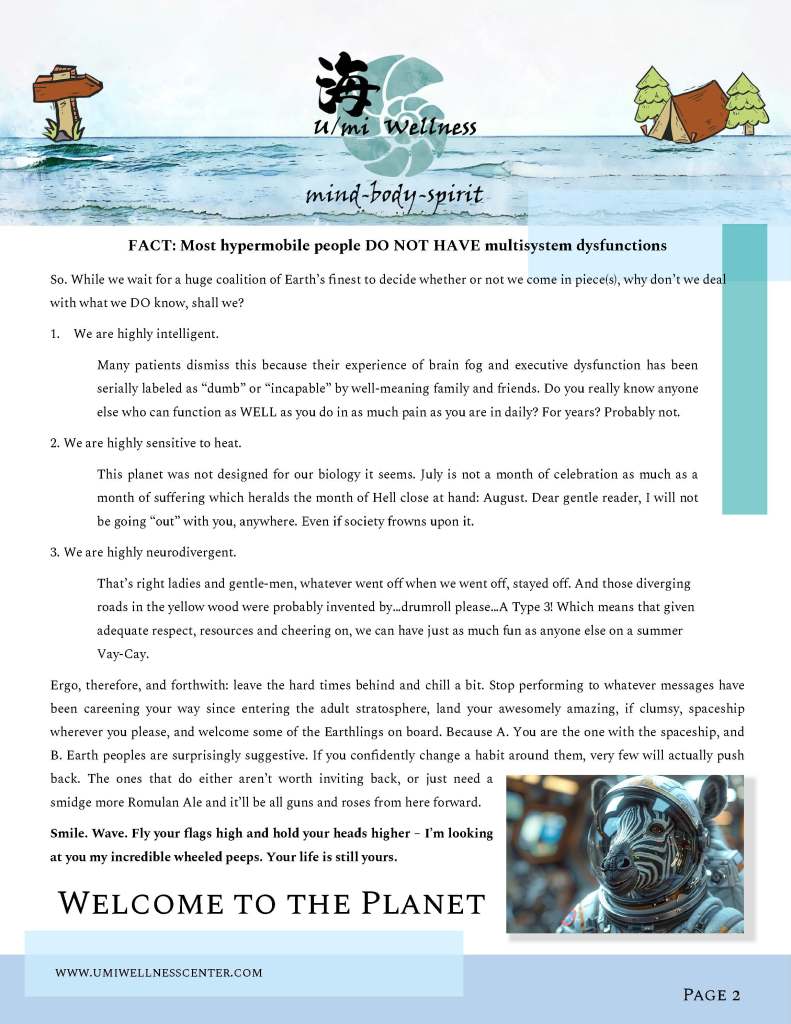 海
U/mi Wellness
mind-body-spirit
FACT: Most hypermobile people DO NOT HAVE multisystem dysfunctions
So. While we wait for a huge coalition of Earth's finest to decide whether or not we come in piece(s), why don't we deal
with what we DO know, shall we?
1. We are highly intelligent.
Many patients dismiss this because their experience of brain fog and executive dysfunction has been
serially labeled as “dumb” or “incapable” by well-meaning family and friends. Do you really know anyone
else who can function as WELL as you do in as much pain as you are in daily? For years? Probably not.
2. We are highly sensitive to heat.
This planet was not designed for our biology it seems. July is not a month of celebration as much as a
month of suffering which heralds the month of Hell close at hand: August. Dear gentle reader, I will not
be going “out” with you, anywhere. Even if society frowns upon it.
3. We are highly neurodivergent.
That's right ladies and gentle-men, whatever went off when we went off, stayed off. And those diverging
roads in the yellow wood were probably invented by…drumroll please…A Type 3! Which means that given
adequate respect, resources and cheering on, we can have just as much fun as anyone else on a summer
Vay-Cay.
Ergo, therefore, and forthwith: leave the hard times behind and chill a bit. Stop performing to whatever messages have
been careening your way since entering the adult stratosphere, land your awesomely amazing, if clumsy, spaceship
wherever you please, and welcome some of the Earthlings on board. Because A. You are the one with the spaceship, and
B. Earth peoples are surprisingly suggestive. If you confidently change a habit around them, very few will actually push
back. The ones that do either aren't worth inviting back, or just need a
smidge more Romulan Ale and it'll be all guns and roses from here forward.
Smile. Wave. Fly your flags high and hold your heads higher – I'm looking
at you my incredible wheeled peeps. Your life is still yours.
WELCOME TO THE PLANET
WWW.UMIWELLNESSCENTER.COM
PAGE 2